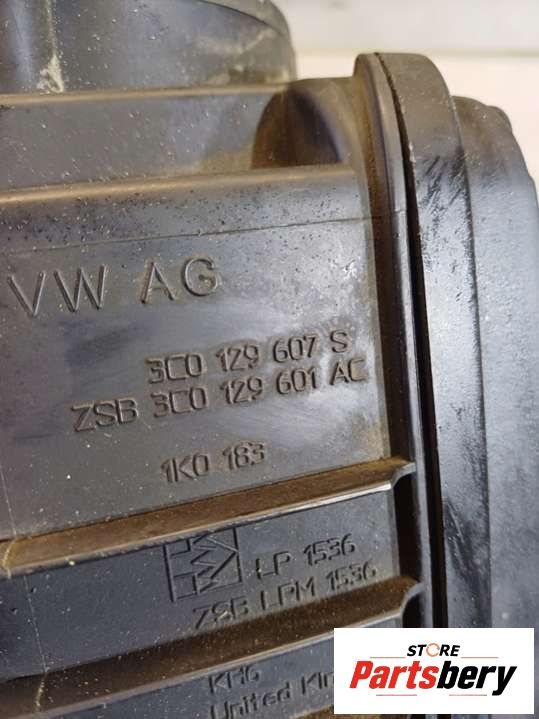 VW AG
3C0 129 607 S
ZSB 3C0 129 601 AC
1K0 183
LP 1536
ZSB LPM 1536
United
STORE
Partsbery